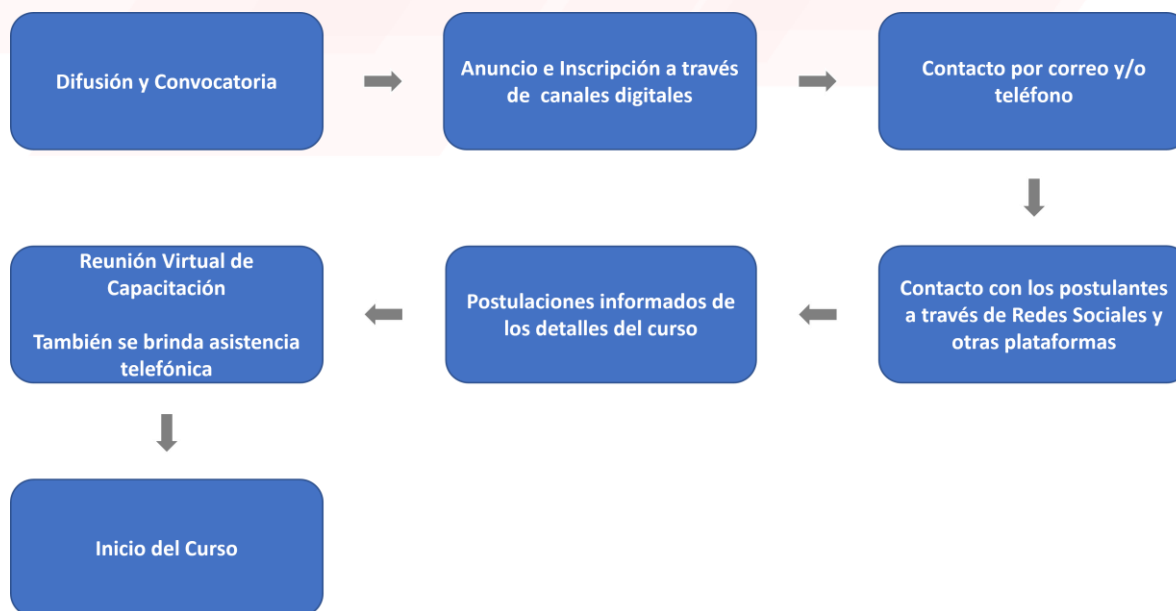 Difusión y Convocatoria
Anuncio e Inscripción a través
de canales digitales
Contacto por correo y/o
teléfono
Contacto con los postulantes
a través de Redes Sociales y
otras plataformas
Postulaciones informados de
los detalles del curso
Reunión Virtual de
Capacitación
También se brinda asistencia
telefónica
Inicio del Curso